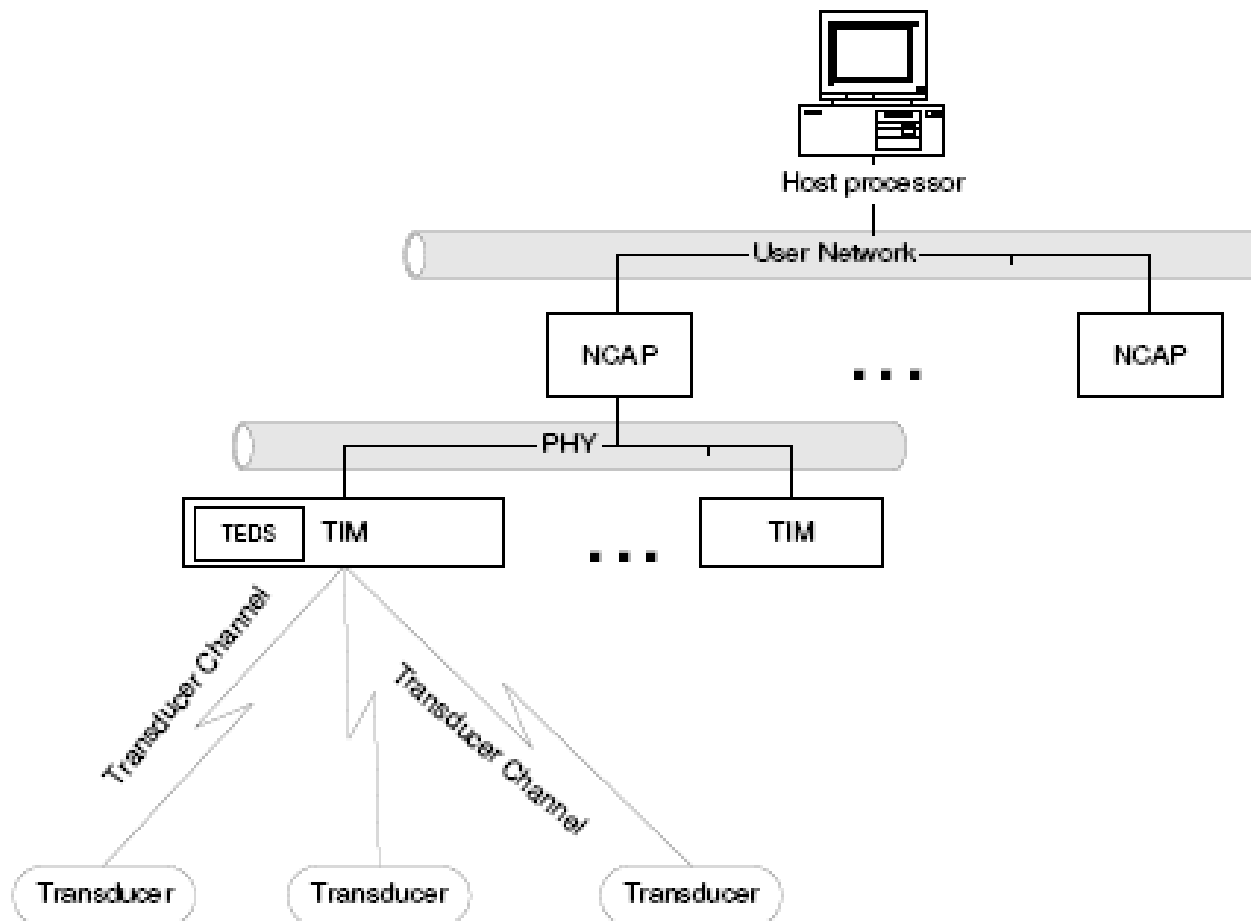 Host processor
User Network
NCAP
...
NCAP
PHY
TEDS
TIM
...
TIM
Transducer Channel
Transducer Channel
Transducer
Transducer
Transducer